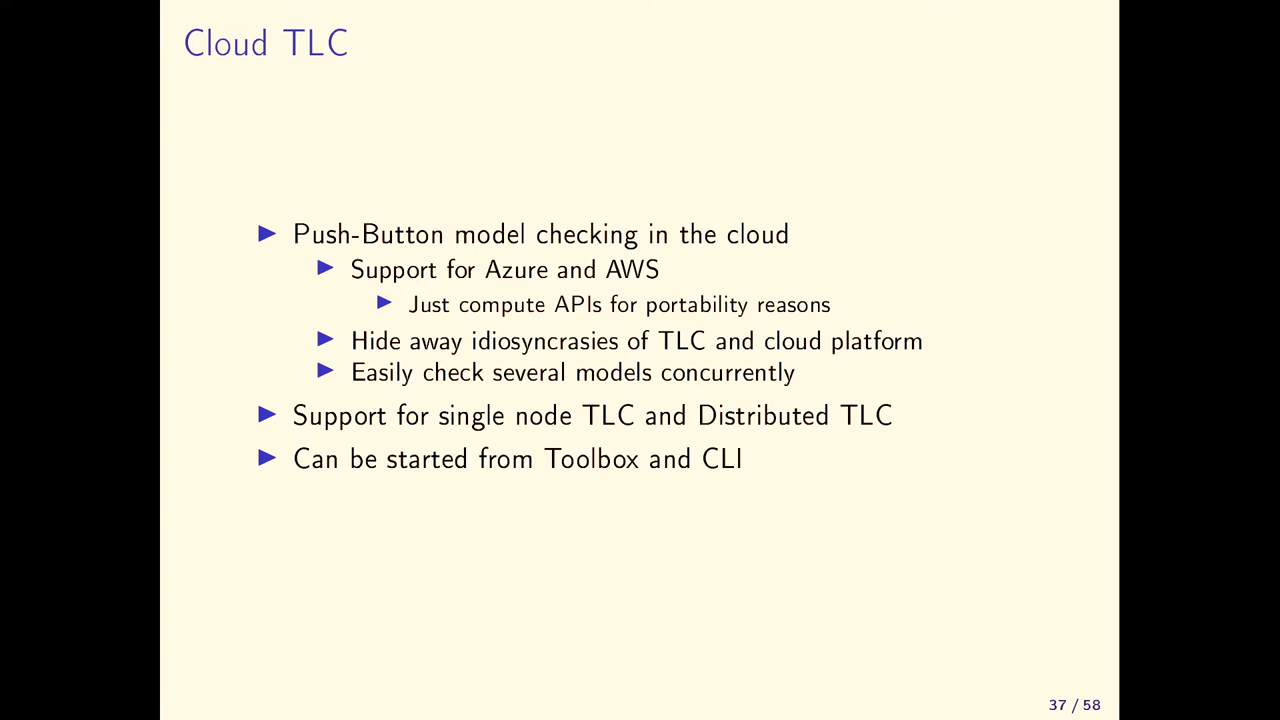 Cloud TLC
Push-Button model checking in the cloud
Support for Azure and AWS
Just compute APIs for portability reasons
Hide away idiosyncrasies of TLC and cloud platform
Easily check several models concurrently
Support for single node TLC and Distributed TLC
Can be started from Toolbox and CLI
37 / 58